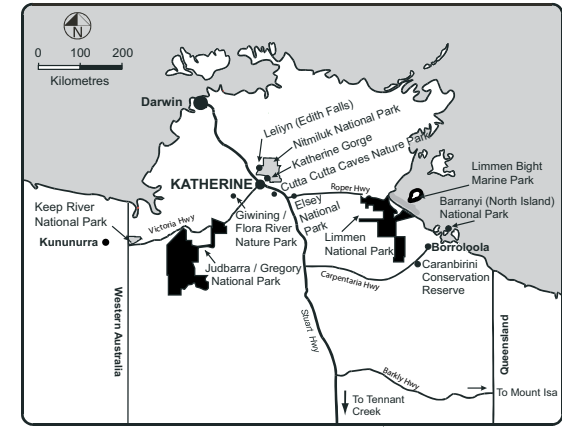 N
0 100 200
Kilometres
Darwin
Leliyn (Edith Falls)
Nitmiluk National Park
Katherine Gorge
Cutta Cutta Caves Nature Park
KATHERINE
Roper Hwy
Limmen Bight
Marine Park
Barranyi (North Island)
National Park
Keep River
National Park
Victoria Hwy
Kununurra
Giwining /
Flora River
Nature Park
Elsey
National
Park
Limmen
National Park
Borroloola
Judbarra / Gregory
National Park
Carpentaria Hwy
Caranbirini
Conservation
Reserve
Western Australia
Stuart Hwy
Queensland
Barkly Hwy
To Mount Isa
To Tennant
Creek